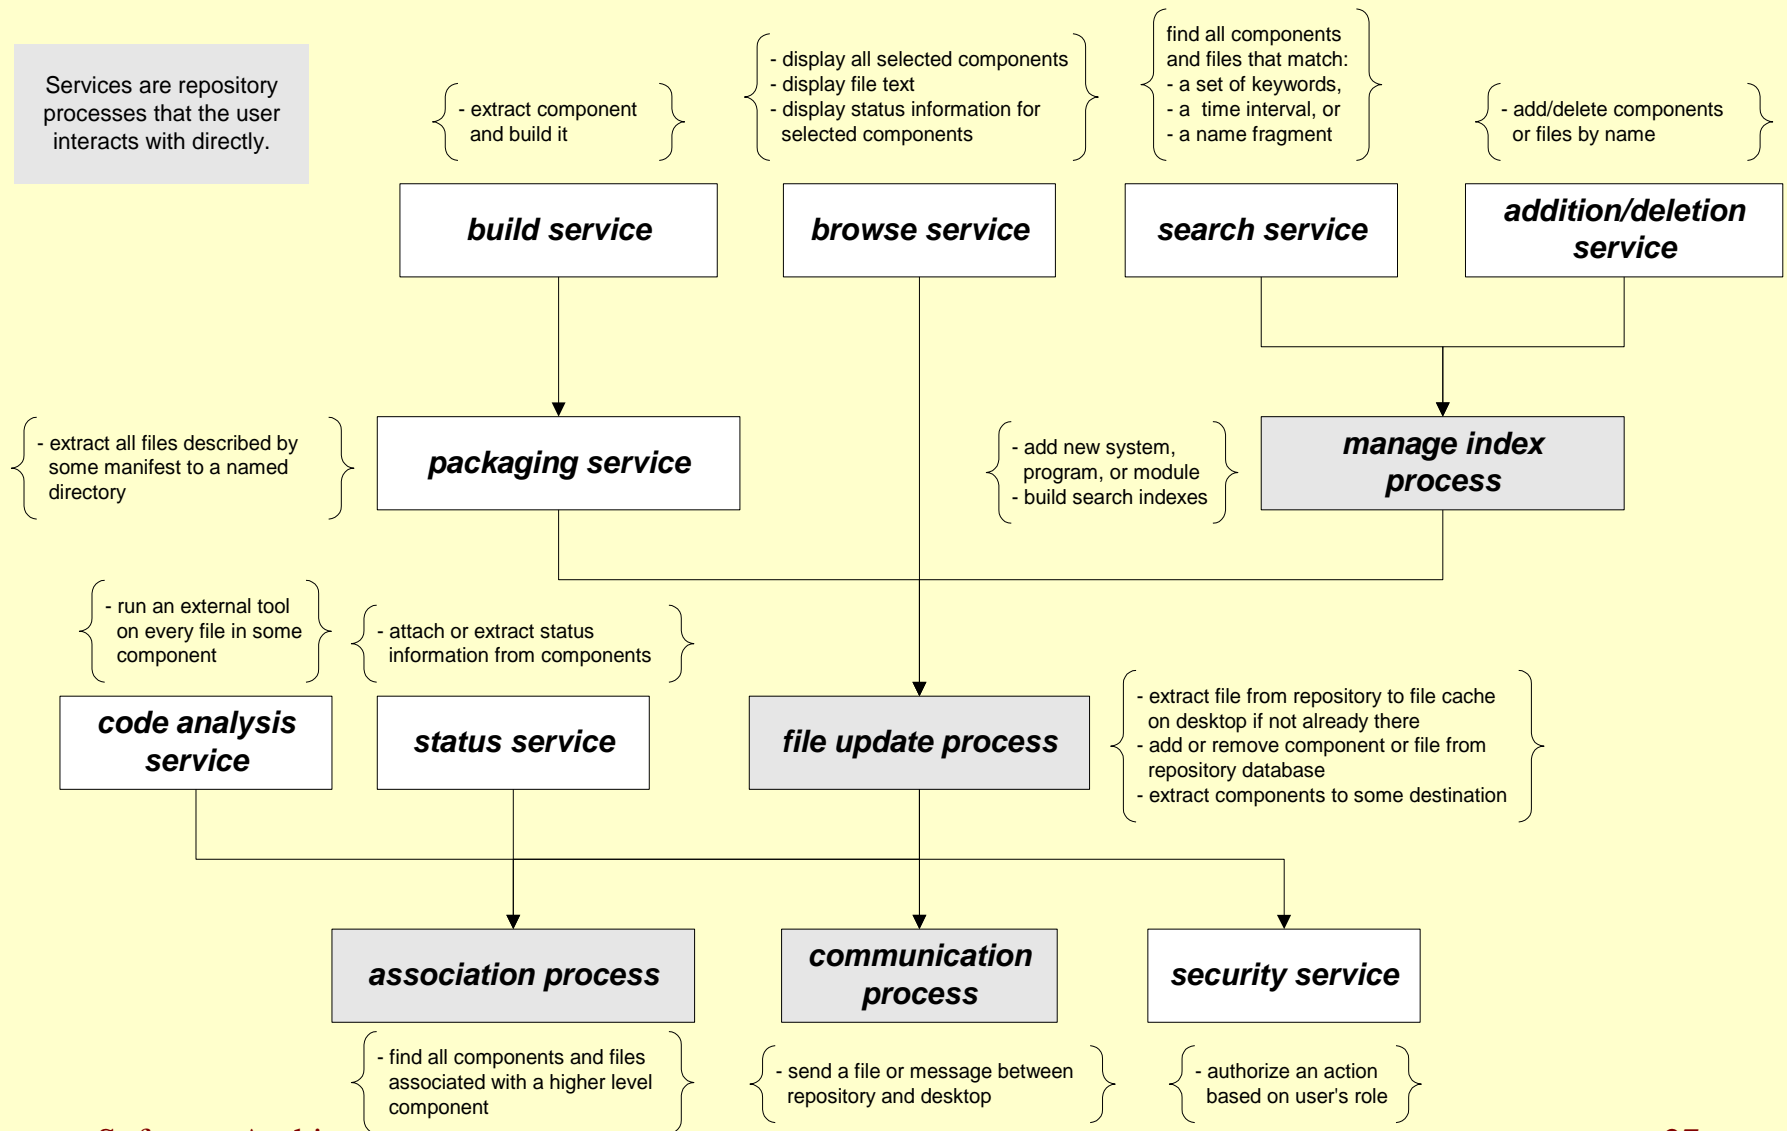 Services are repository
processes that the user
interacts with directly.
- extract component
and build it
- display all selected components
- display file text
- display status information for
selected components
find all components
and files that match:
- a set of keywords,
- a time interval, or
- a name fragment
- add/delete components
or files by name
build service
browse service
search service
addition/deletion
service
- extract all files described by
some manifest to a named
directory
packaging service
- add new system,
program, or module
- build search indexes
manage index
process
- run an external tool
on every file in some
component
- attach or extract status
information from components
code analysis
service
status service
file update process
- extract file from repository to file cache
on desktop if not already there
- add or remove component or file from
repository database
- extract components to some destination
association process
communication
process
security service
- find all components and files
associated with a higher level
component
- send a file or message between
repository and desktop
- authorize an action
based on user's role